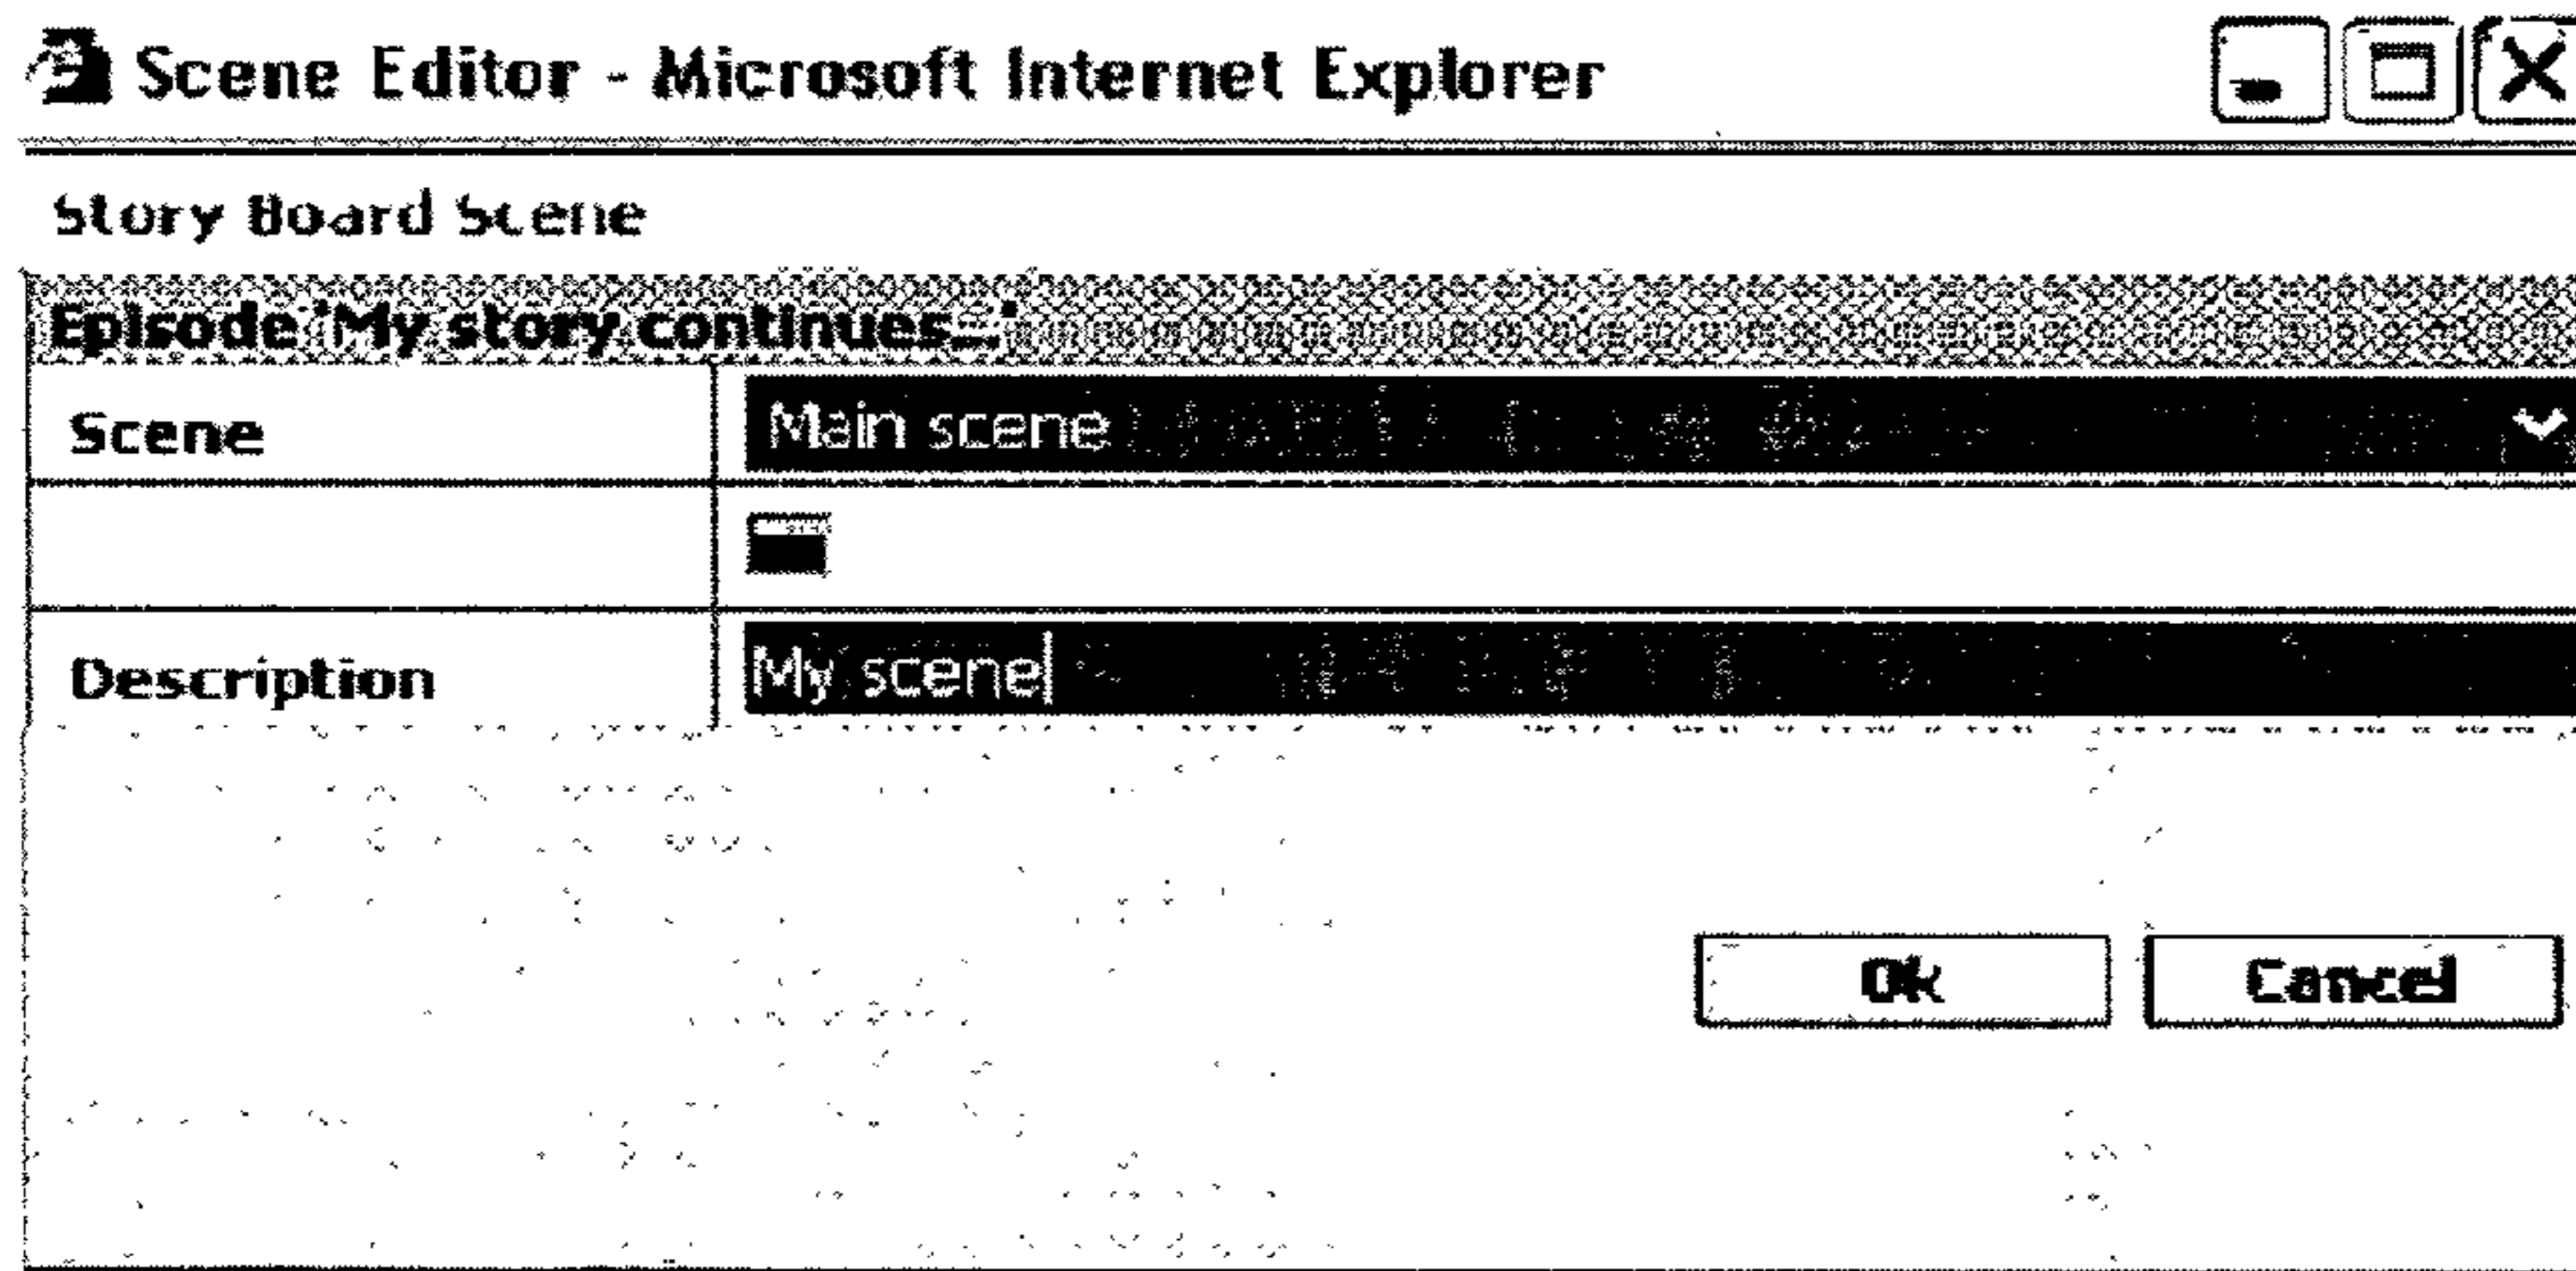 Scene Editor - Microsoft Internet Explorer
Story Board Scene
Episode 'My story continues...'
Scene Main scene
Description My scene
Ok Cancel